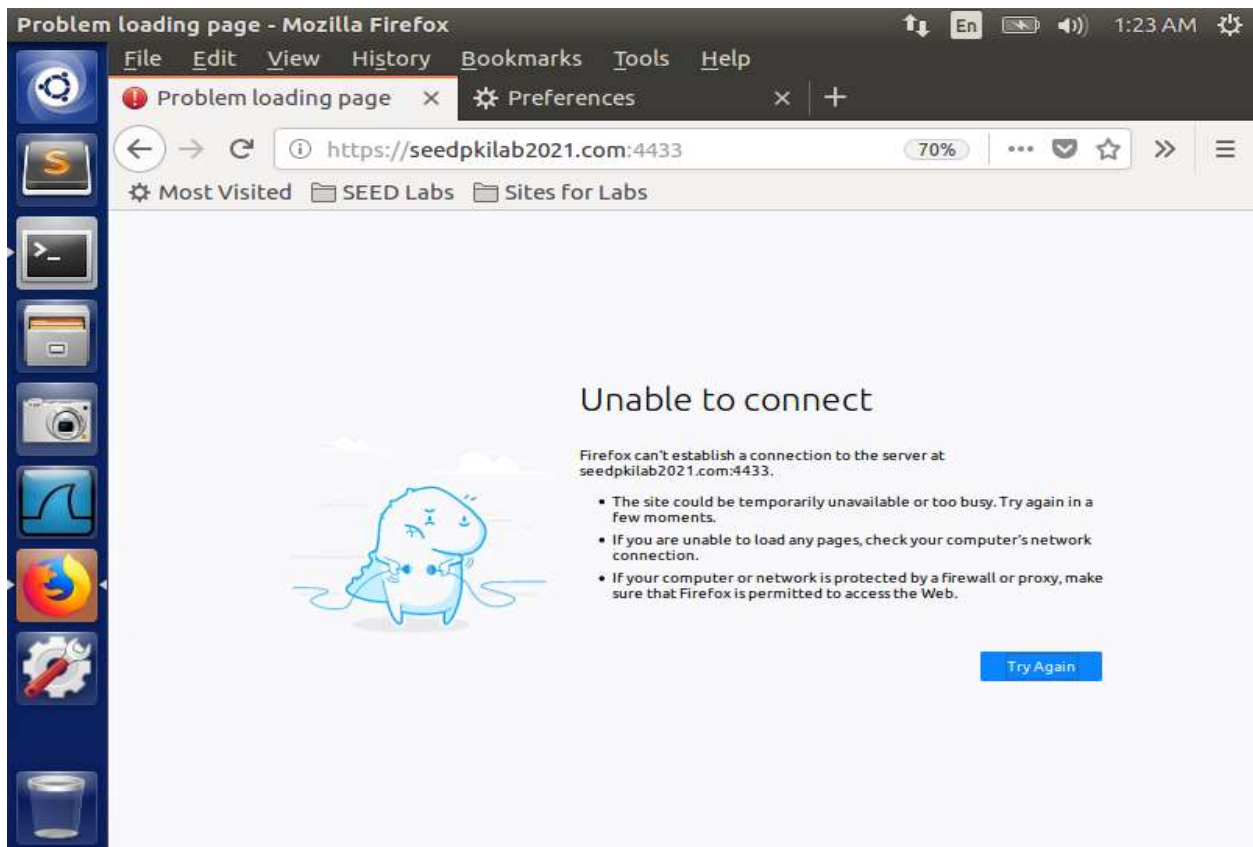 Problem loading page - Mozilla Firefox En 1:23 AM
File Edit View History Bookmarks Tools Help
Problem loading page × Preferences × +
https://seedpkilab2021.com:4433 70%
Most Visited SEED Labs Sites for Labs
Unable to connect
Firefox can't establish a connection to the server at
seedpkilab2021.com:4433.
• The site could be temporarily unavailable or too busy. Try again in a
few moments.
• If you are unable to load any pages, check your computer's network
connection.
• If your computer or network is protected by a firewall or proxy, make
sure that Firefox is permitted to access the Web.
Try Again